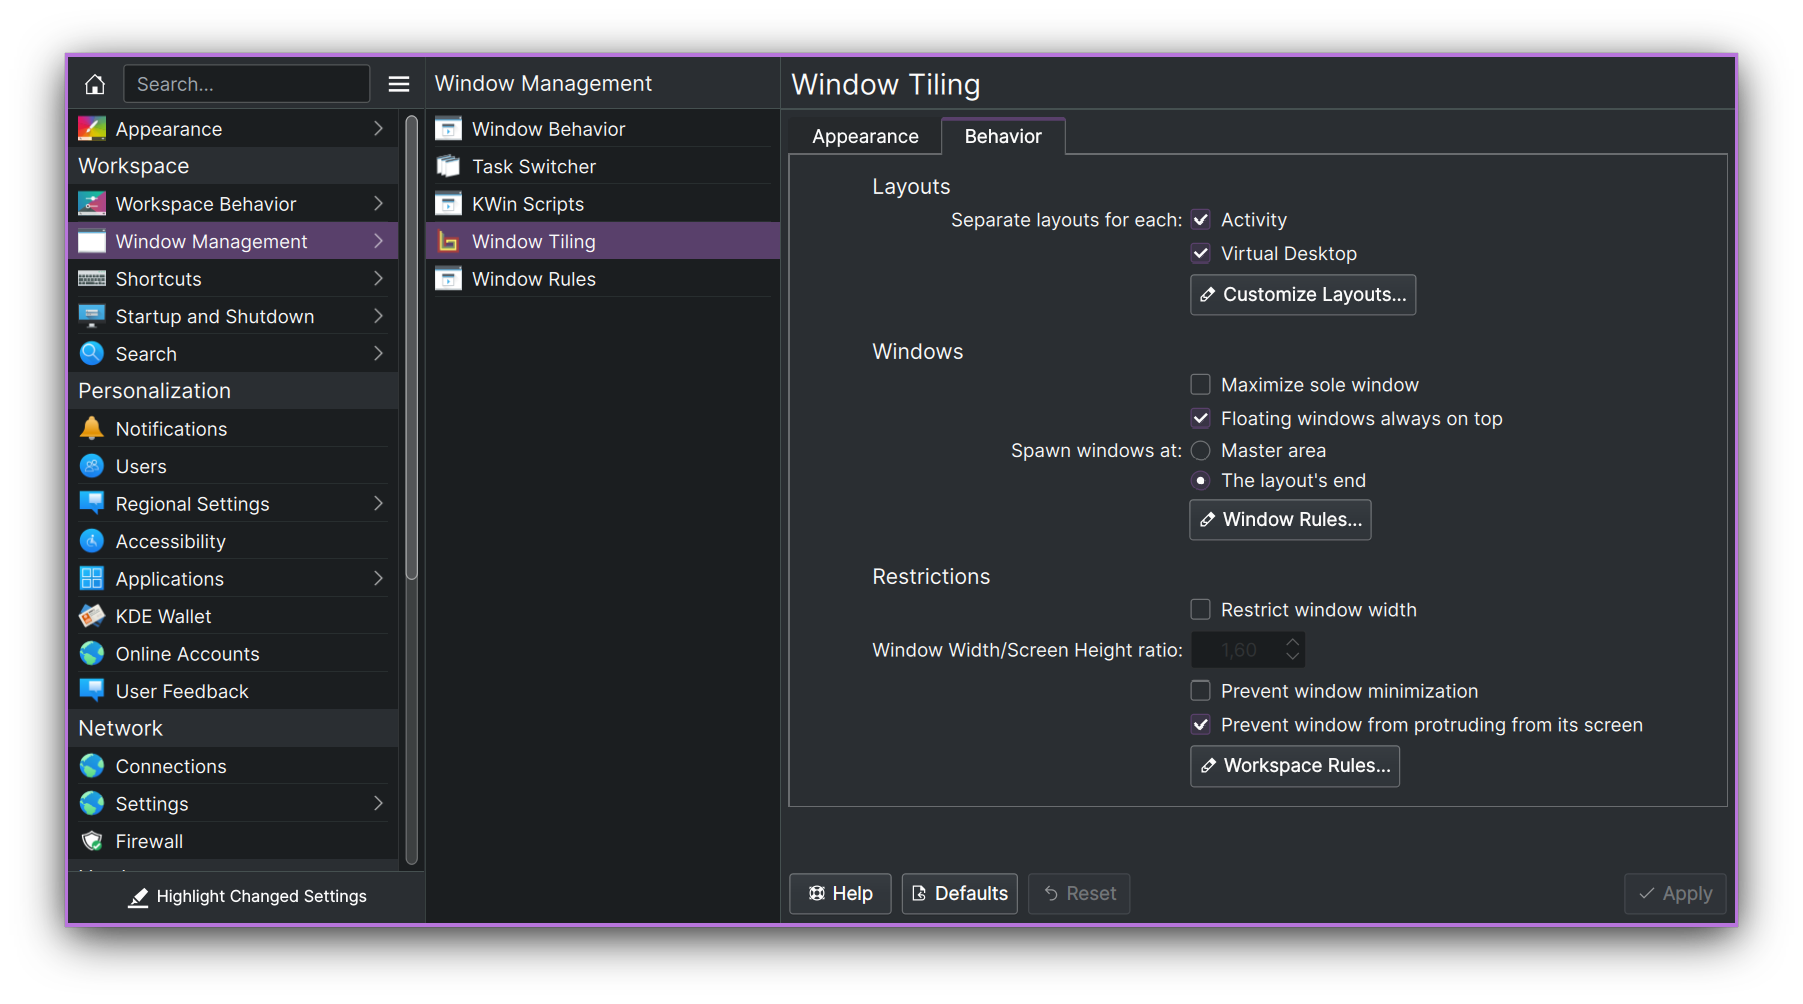 Search...
Appearance
Workspace
Workspace Behavior
Window Management
Shortcuts
Startup and Shutdown
Search
Personalization
Notifications
Users
Regional Settings
Accessibility
Applications
KDE Wallet
Online Accounts
User Feedback
Network
Connections
Settings
Firewall
Highlight Changed Settings
Window Management
Window Behavior
Task Switcher
KWin Scripts
Window Tiling
Window Rules
Window Tiling
Appearance
Behavior
Layouts
Separate layouts for each: Activity
Virtual Desktop
Customize Layouts...
Windows
Maximize sole window
Floating windows always on top
Spawn windows at: Master area
The layout's end
Window Rules...
Restrictions
Restrict window width
Window Width/Screen Height ratio: 1,60
Prevent window minimization
Prevent window from protruding from its screen
Workspace Rules...
Help
Defaults
Reset
Apply